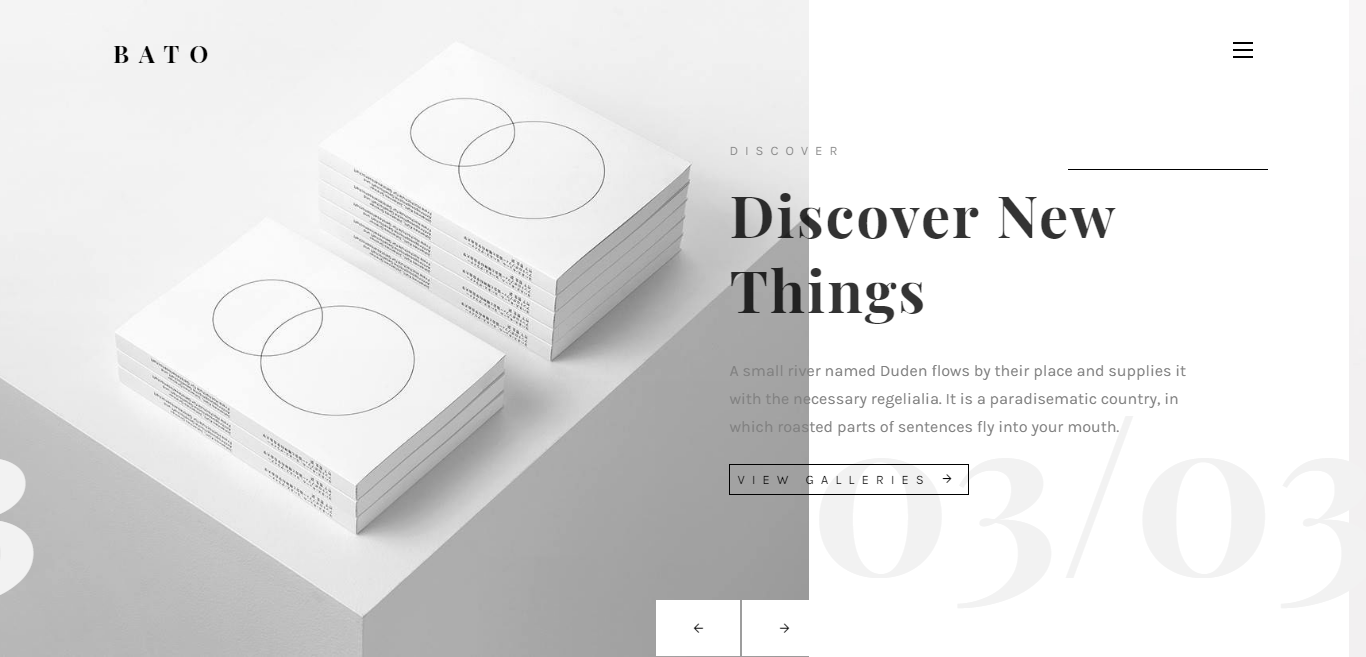 BATO
DISCOVER
Discover New
Things
A small river named Duden flows by their place and supplies it
with the necessary regelialia. It is a paradisematic country, in
which roasted parts of sentences fly into your mouth.
VIEW GALLERIES →
03/03
3
← →